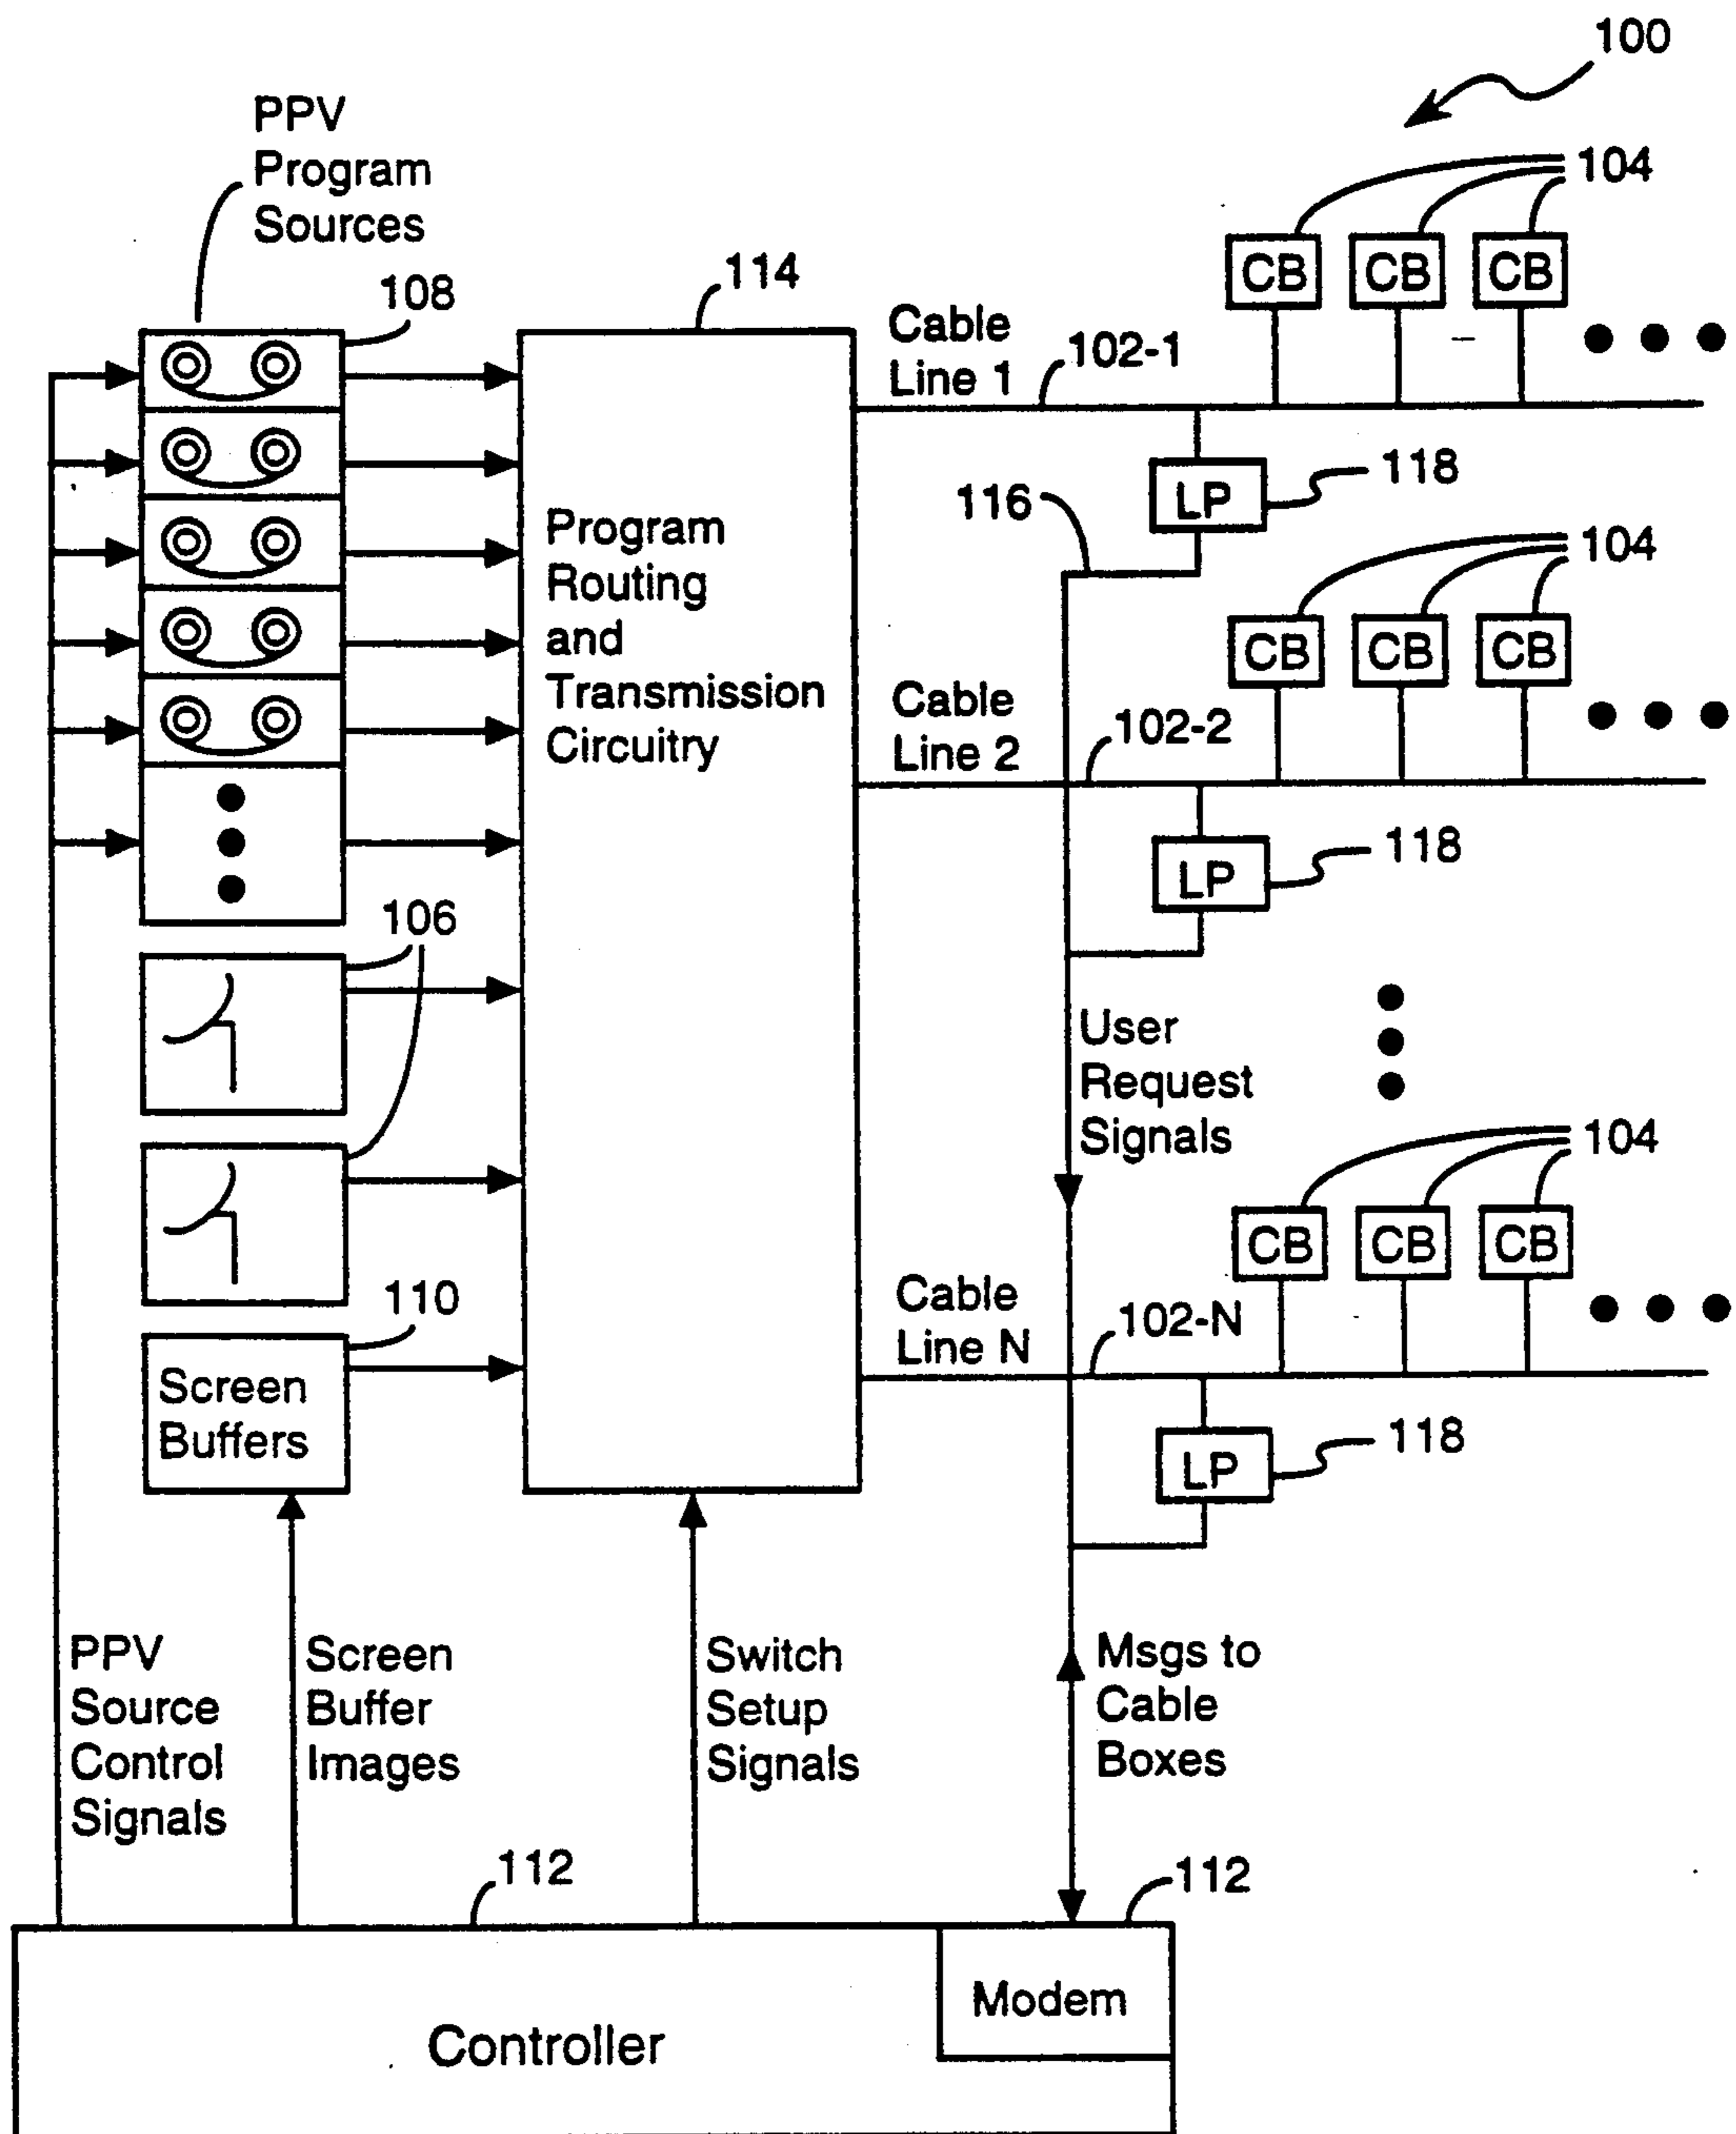 100
PPV
Program
Sources
108
114
Cable
Line 1
102-1
104
CB CB CB
116
LP
118
Program
Routing
and
Transmission
Circuitry
Cable
Line 2
102-2
104
CB CB CB
LP
118
106
User
Request
Signals
104
CB CB CB
110
Cable
Line N
102-N
Screen
Buffers
LP
118
PPV
Source
Control
Signals
Screen
Buffer
Images
Switch
Setup
Signals
Msgs to
Cable
Boxes
112
112
Modem
Controller